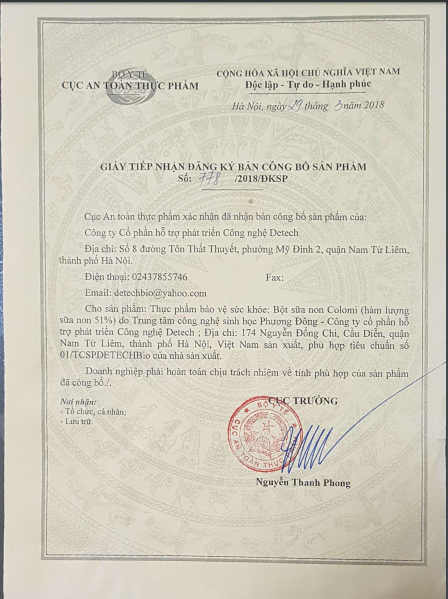 BỘ Y TẾ
CỤC AN TOÀN THỰC PHẨM
CỘNG HÒA XÃ HỘI CHỦ NGHĨA VIỆT NAM
Độc lập - Tự do - Hạnh phúc
Hà Nội, ngày 29 tháng 3 năm 2018
GIẤY TIẾP NHẬN ĐĂNG KÝ BẢN CÔNG BỐ SẢN PHẨM
Số: 778 /2018/ĐKSP
Cục An toàn thực phẩm xác nhận đã nhận bản công bố sản phẩm của:
Công ty Cổ phần hỗ trợ phát triển Công nghệ Detech
Địa chỉ: Số 8 đường Tôn Thất Thuyết, phường Mỹ Đình 2, quận Nam Từ Liêm,
thành phố Hà Nội.
Điện thoại: 02437855746 Fax:
Email: detechbio@yahoo.com
Cho sản phẩm: Thực phẩm bảo vệ sức khỏe: Bột sữa non Colomi (hàm lượng
sữa non 51%) do Trung tâm công nghệ sinh học Phương Đông - Công ty cổ phần hỗ
trợ phát triển Công nghệ Detech ; Địa chỉ: 174 Nguyễn Đổng Chi, Cầu Diễn, quận
Nam Từ Liêm, thành phố Hà Nội, Việt Nam sản xuất, phù hợp tiêu chuẩn số
01/TCSPDETECHBio của nhà sản xuất.
Doanh nghiệp phải hoàn toàn chịu trách nhiệm về tính phù hợp của sản phẩm
đã công bố./.
Nơi nhận:
- Tổ chức, cá nhân;
- Lưu trữ.
CỤC TRƯỞNG
BỘ Y TẾ
CỤC AN TOÀN THỰC
Nguyễn Thanh Phong